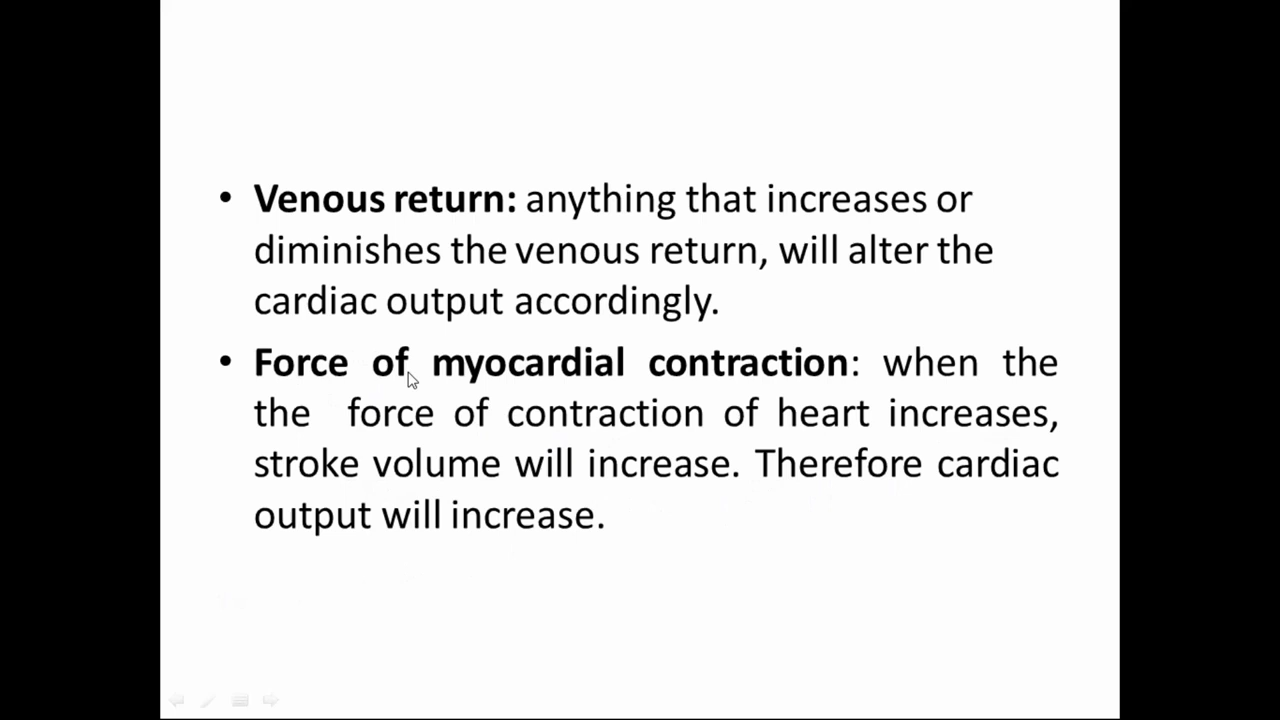 • Venous return: anything that increases or
diminishes the venous return, will alter the
cardiac output accordingly.
• Force of myocardial contraction: when the
the force of contraction of heart increases,
stroke volume will increase. Therefore cardiac
output will increase.